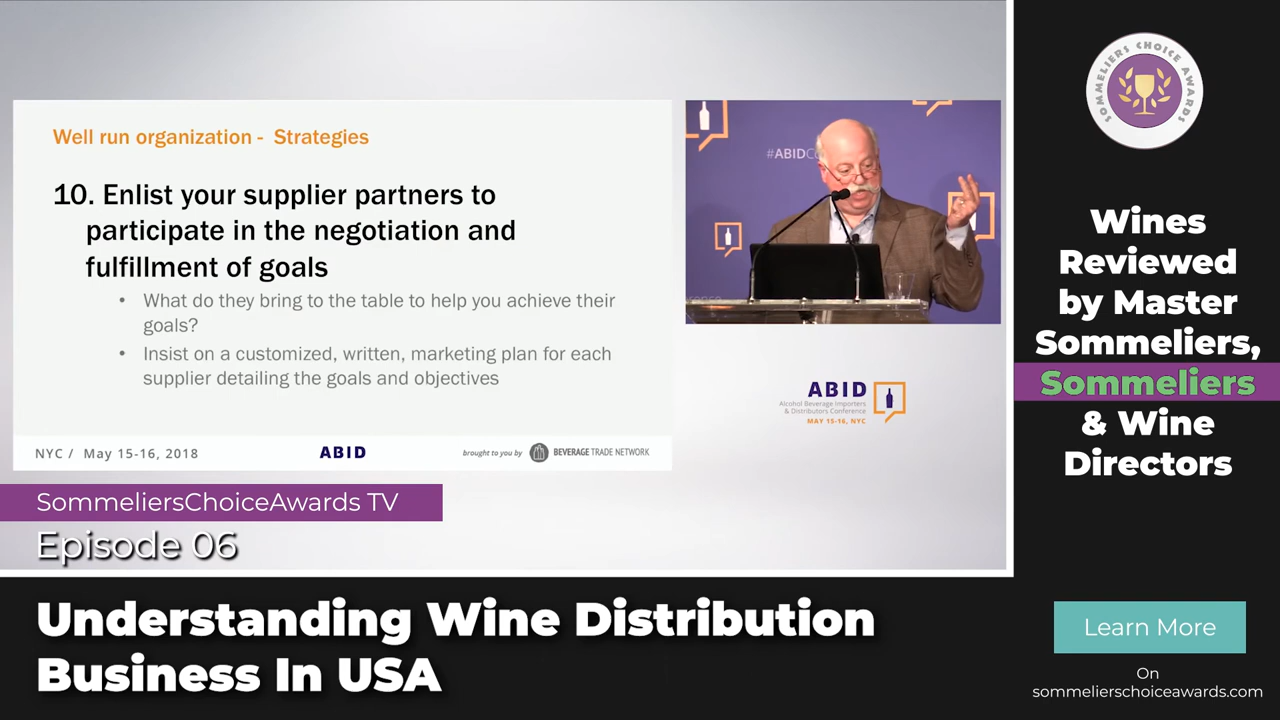 Well run organization - Strategies
10. Enlist your supplier partners to
participate in the negotiation and
fulfillment of goals
• What do they bring to the table to help you achieve their
goals?
• Insist on a customized, written, marketing plan for each
supplier detailing the goals and objectives
NYC / May 15-16, 2018
ABID
brought to you by
BEVERAGE TRADE NETWORK
#ABIDCo
ABID
Alcohol Beverage Importers
& Distributors Conference
MAY 15-16, NYC
SommeliersChoiceAwards TV
Episode 06
Understanding Wine Distribution
Business In USA
SOMMELIERS CHOICE AWARDS
Wines
Reviewed
by Master
Sommeliers,
Sommeliers
& Wine
Directors
Learn More
On
sommelierschoiceawards.com